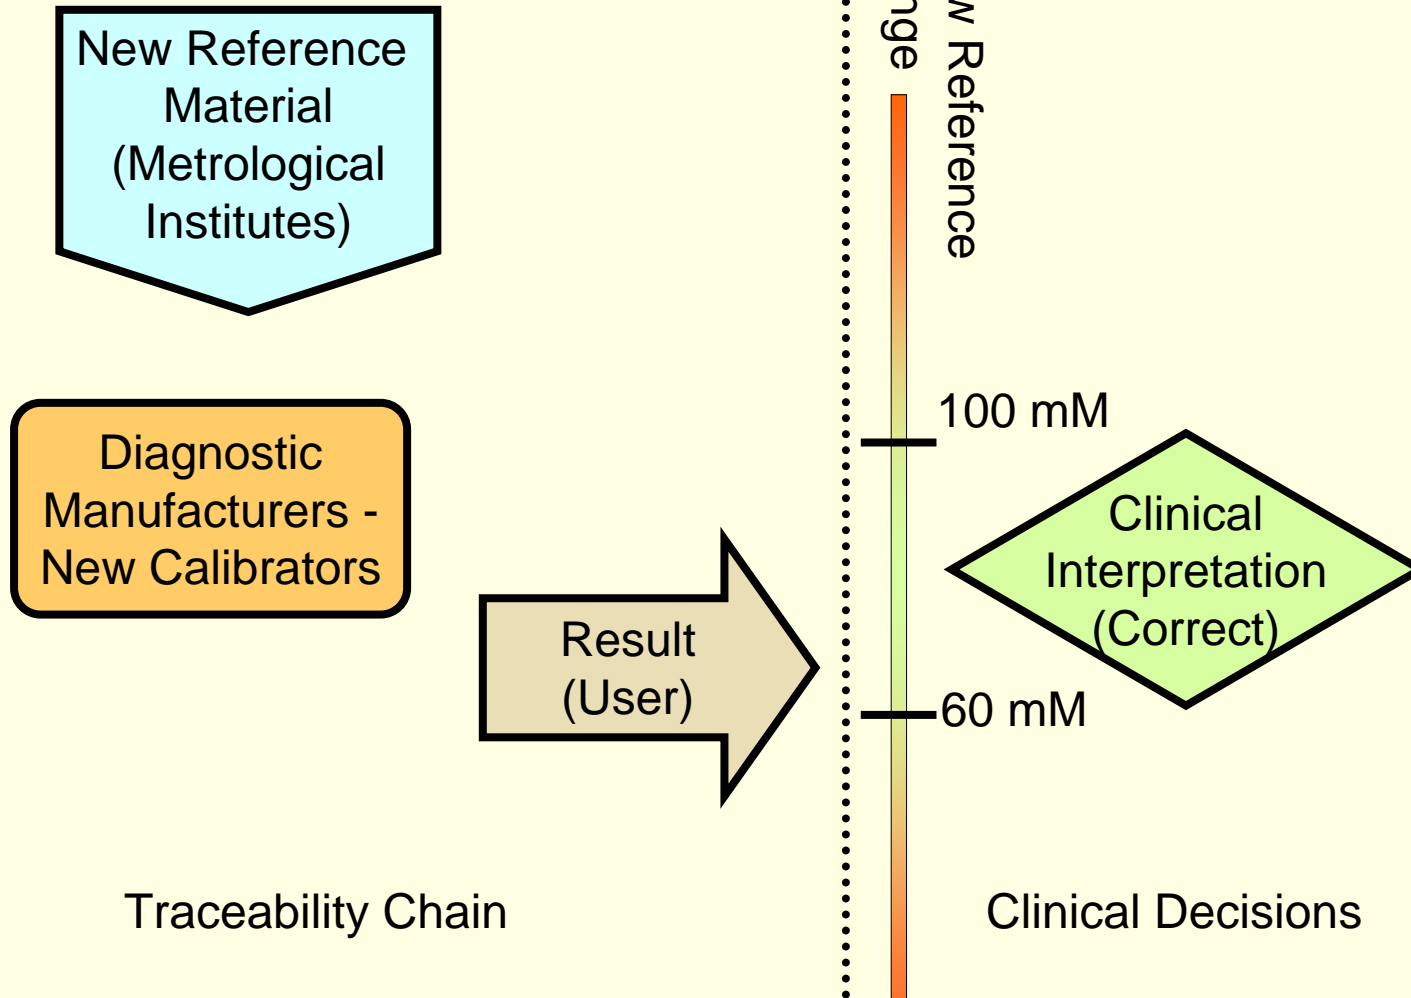 New Reference
Material
(Metrological
Institutes)
Diagnostic
Manufacturers -
New Calibrators
Result
(User)
Traceability Chain
Reference
100 mM
60 mM
Clinical
Interpretation
(Correct)
Clinical Decisions